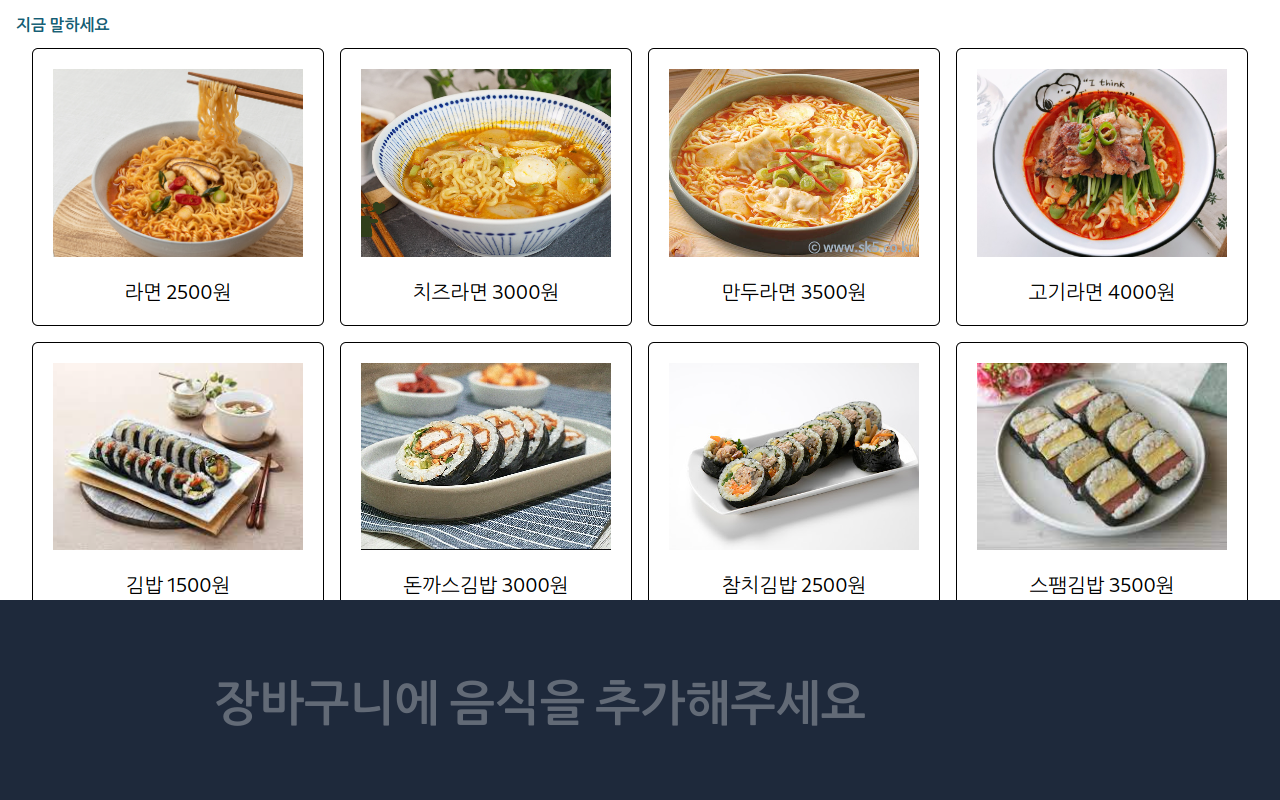 지금 말하세요
"I think
© www.sk
라면 2500원
치즈라면 3000원
만두라면 3500원
고기라면 4000원
김밥 1500원
돈까스김밥 3000원
참치김밥 2500원
스팸김밥 3500원
장바구니에 음식을 추가해주세요